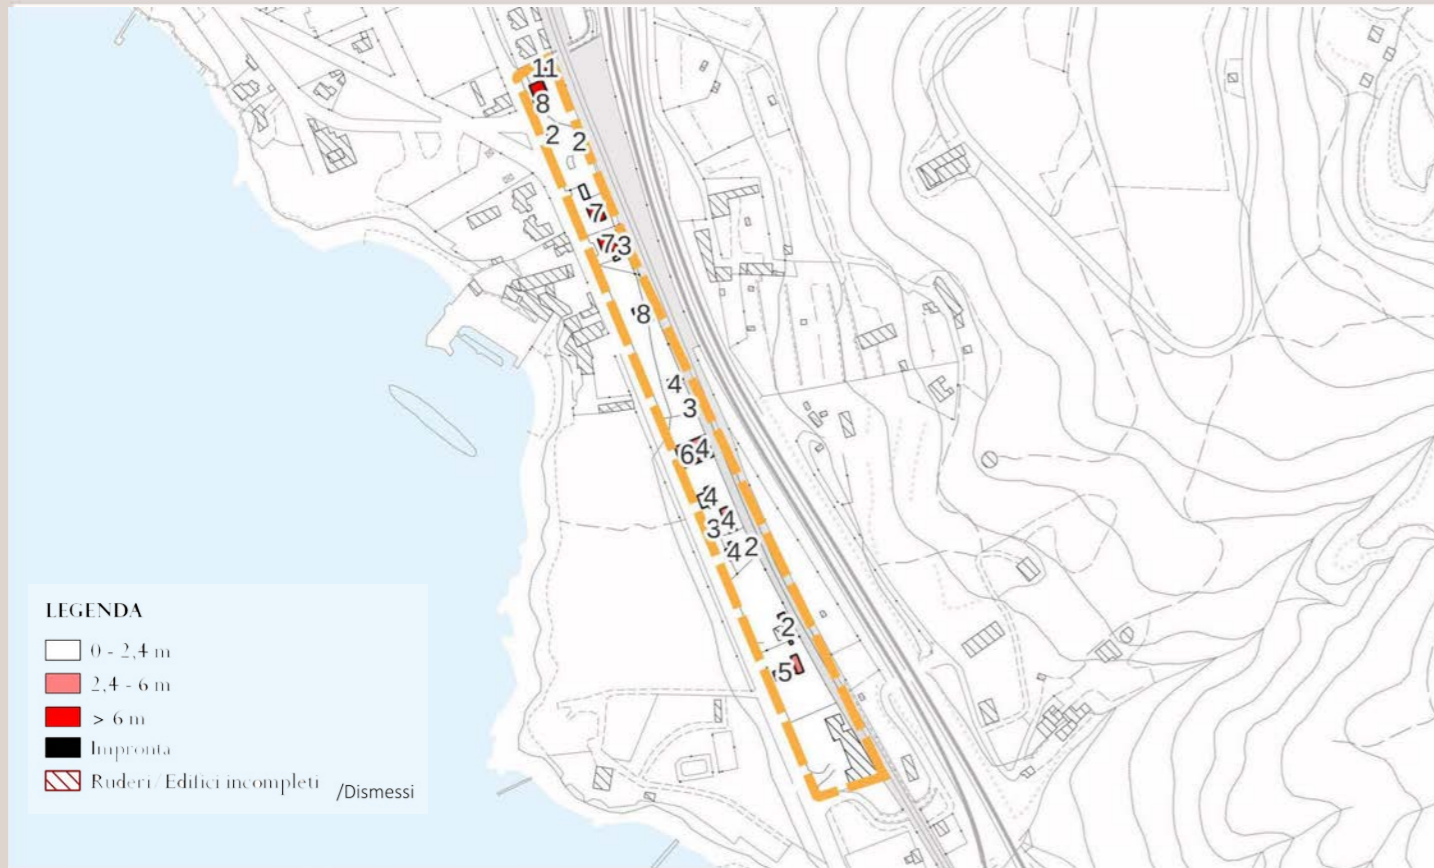 11
8
2 2
7
7 3
8
4
3
6 4
4
4
3
4 2
2
5
LEGENDA
0 - 2,4 m
2,4 - 6 m
> 6 m
Impronta
Ruderi/Edifici incompleti /Dismessi